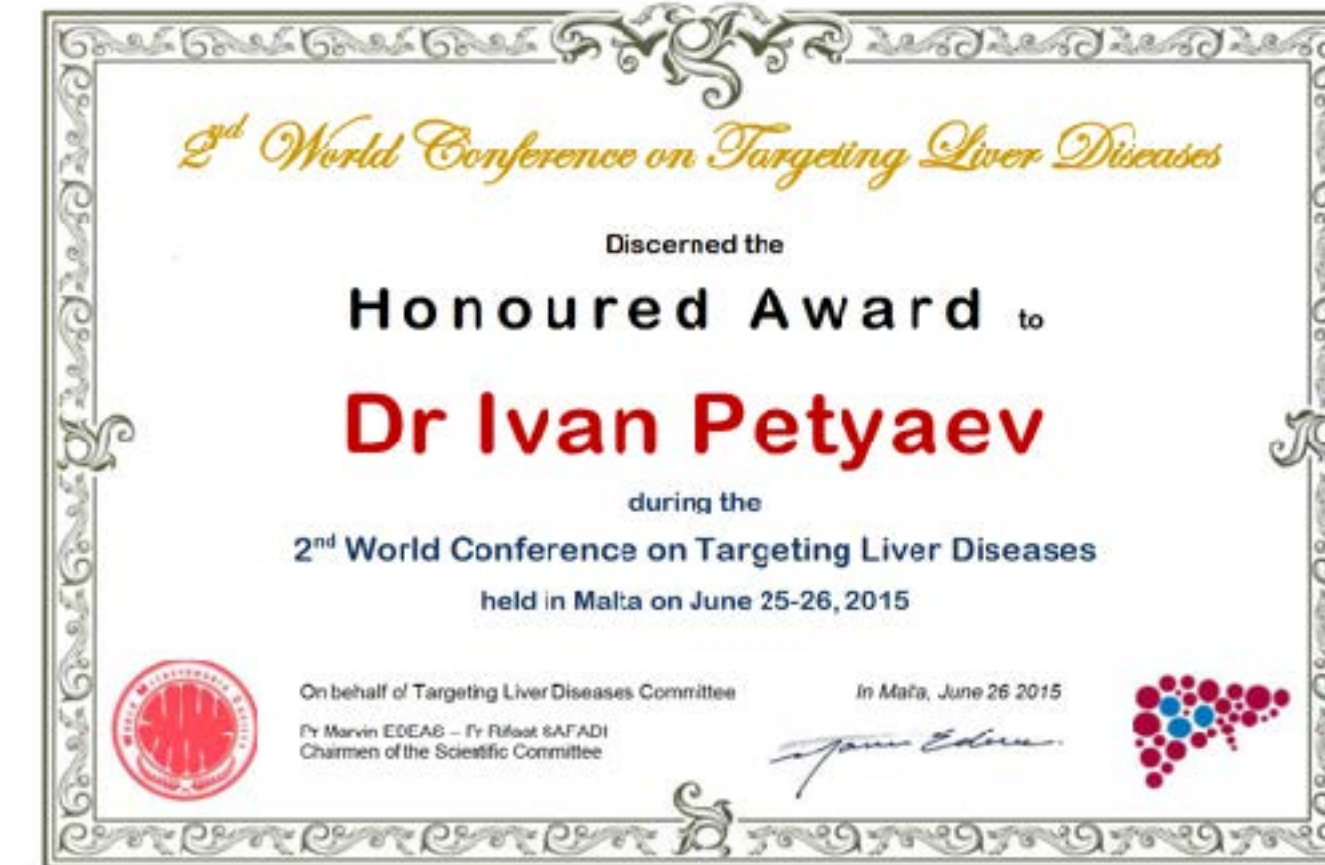 2nd World Conference on Targeting Liver Diseases
Discerned the
Honoured Award to
Dr Ivan Petyaev
during the
2nd World Conference on Targeting Liver Diseases
held in Malta on June 25-26, 2015
On behalf of Targeting Liver Diseases Committee
In Malta, June 26 2015
Pr Marvin EDEAS – Pr Rifaat SAFADI
Chairmen of the Scientific Committee